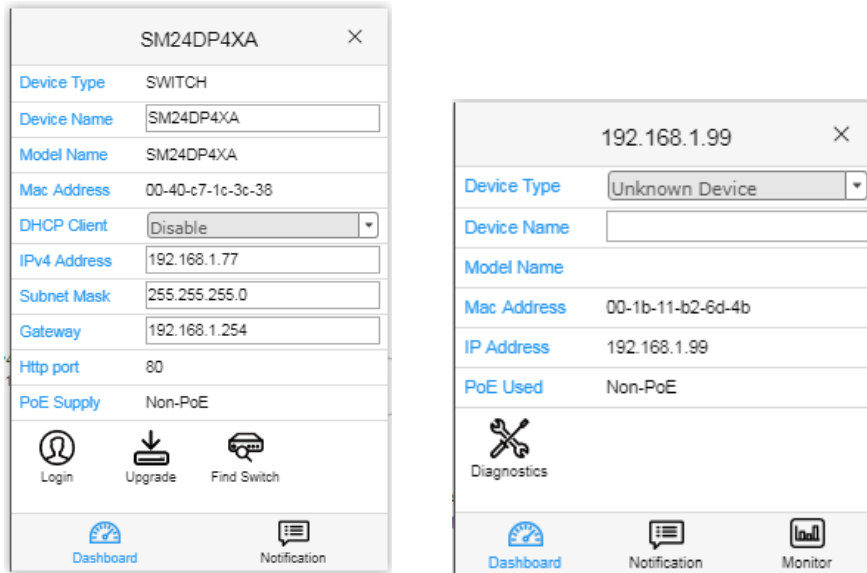 SM24DP4XA
Device Type SWITCH
Device Name SM24DP4XA
Model Name SM24DP4XA
Mac Address 00-40-c7-1c-3c-38
DHCP Client Disable
IPv4 Address 192.168.1.77
Subnet Mask 255.255.255.0
Gateway 192.168.1.254
Http port 80
PoE Supply Non-PoE
Login Upgrade Find Switch
Dashboard Notification
192.168.1.99
Device Type Unknown Device
Device Name
Model Name
Mac Address 00-1b-11-b2-6d-4b
IP Address 192.168.1.99
PoE Used Non-PoE
Diagnostics
Dashboard Notification Monitor